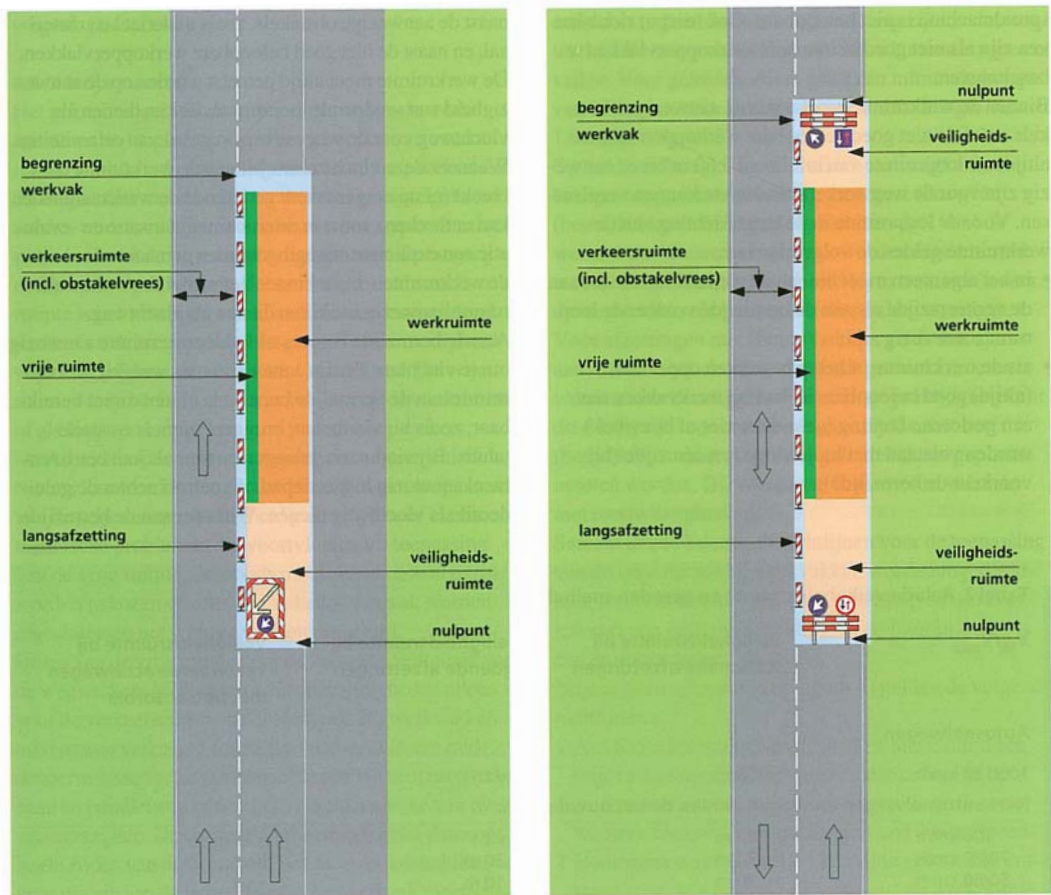 begrenzing
werkvak
verkeersruimte
(incl. obstakelvrees)
werkruimte
vrije ruimte
langsafzetting
veiligheids-
ruimte
nulpunt
nulpunt
begrenzing
werkvak
veiligheids-
ruimte
verkeersruimte
(incl. obstakelvrees)
werkruimte
vrije ruimte
langsafzetting
veiligheids-
ruimte
nulpunt